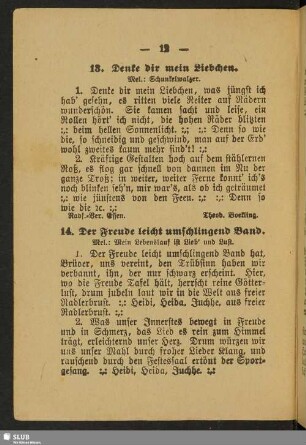 — 12 —
13. Denke dir mein Liebchen.
Mel.: Schunkelwalzer.
1. Denke dir mein Liebchen, was jüngst ich
hab' gesehn, es ritten viele Reiter auf Rädern
wunderschön. Sie kamen sacht und leise, ein
Rollen hört' ich nicht, die hohen Räder blitzten
:,: beim hellen Sonnenlicht. :,: Denn so wie
die, so schneidig und geschwind, man auf der Erd'
wohl zweites kaum mehr find't! :,:
2. Kräftige Gestalten hoch auf dem stählernen
Roß, es flog gar schnell von dannen im Nu der
ganze Troß; in weiter, weiter Ferne konnt' ich's
noch blinken seh'n, mir war's, als ob ich geträumt
:,: wie jünstens von den Feen. :,: Denn so
wie die ꝛc. :,:
Radf.-Ver. Essen. Theod. Boekling.
14. Der Freude leicht umschlingend Band.
Mel.: Mein Lebenslauf ist Lieb' und Lust.
1. Der Freude leicht umschlingend Band hat,
Brüder, uns vereint, den Trübsinn haben wir
verbannt, ihn, der nur schwarz erscheint. Hier,
wo die Freude Tafel hält, herrscht reine Götter-
lust, drum jubeln laut wir in die Welt aus freier
Radlerbrust. :,: Heidi, Heida, Juchhe, aus freier
Radlerbrust. :,:
2. Was unser Innerstes bewegt in Freude
und in Schmerz, das Lied es rein zum Himmel
trägt, erleichternd unser Herz. Drum würzen wir
uns unser Mahl durch froher Lieder Klang, und
rauschend durch den Festessaal ertönt der Sport-
gesang. :,: Heidi, Heida, Juchhe. :,:
SLUB
Wir führen Wissen.